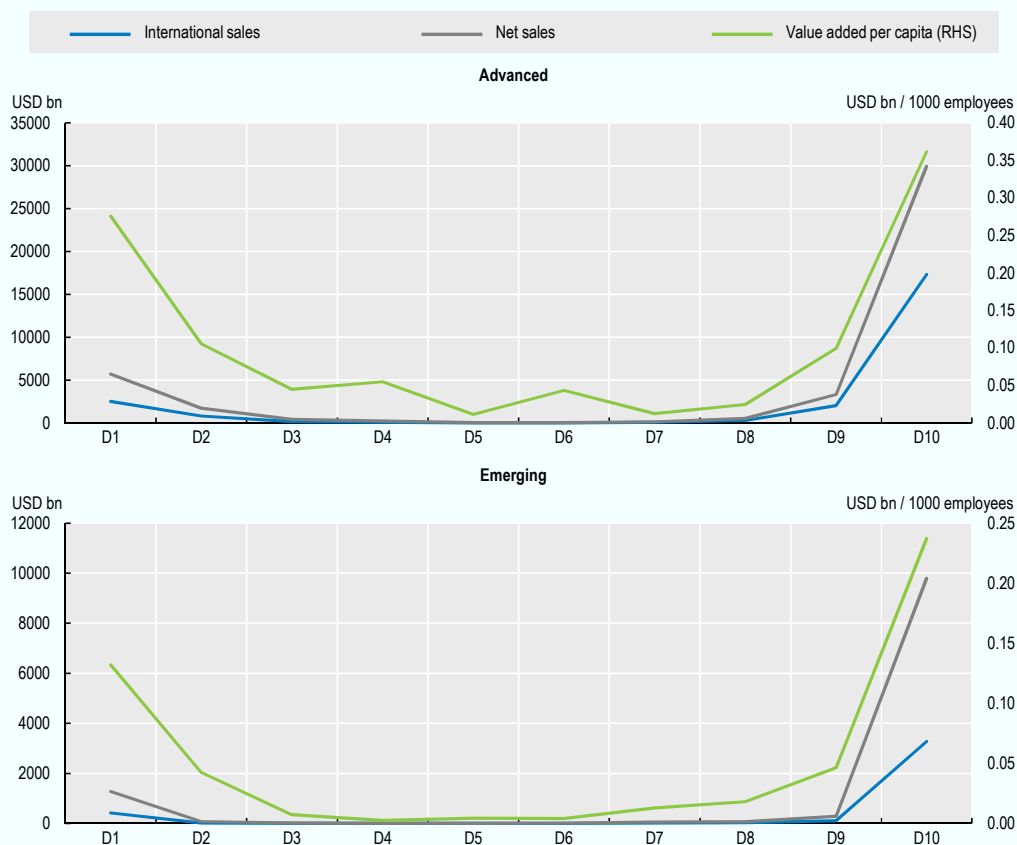 International sales Net sales Value added per capita (RHS)
Advanced
USD bn USD bn / 1000 employees
35000 0.40
30000 0.35
25000 0.30
20000 0.25
15000 0.20
10000 0.15
5000 0.10
0 0.05
0.00
D1 D2 D3 D4 D5 D6 D7 D8 D9 D10
Emerging
USD bn USD bn / 1000 employees
12000 0.25
10000 0.20
8000 0.15
6000 0.10
4000 0.05
2000 0.00
0
D1 D2 D3 D4 D5 D6 D7 D8 D9 D10